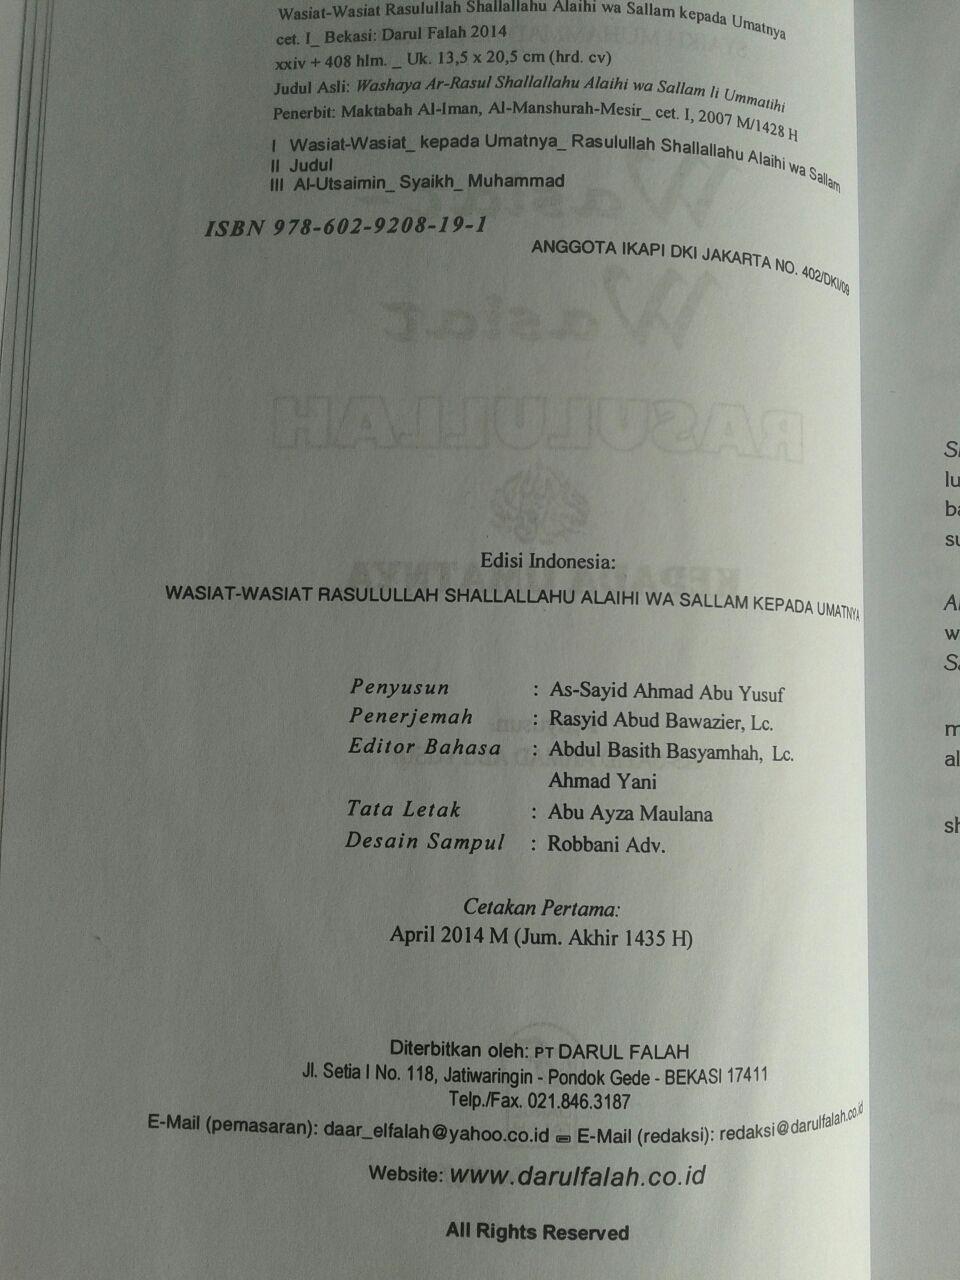 Wasiat-Wasiat Rasulullah Shallallahu Alaihi wa Sallam kepada Umatnya
cet. I_ Bekasi: Darul Falah 2014
xxiv + 408 hlm. _ Uk. 13,5 x 20,5 cm (hrd. cv)
Judul Asli: Washaya Ar-Rasul Shallallahu Alaihi wa Sallam li Ummatihi
Penerbit: Maktabah Al-Iman, Al-Manshurah-Mesir_ cet. I, 2007 M/1428 H
I Wasiat-Wasiat_ kepada Umatnya_ Rasulullah Shallallahu Alaihi wa Sallam
II Judul
III Al-Utsaimin_ Syaikh_ Muhammad
ISBN 978-602-9208-19-1
ANGGOTA IKAPI DKI JAKARTA NO. 402/DKI/09
Wasiat
Wasiat
RASULULLAH
KEPADA UMATNYA
Edisi Indonesia:
WASIAT-WASIAT RASULULLAH SHALLALLAHU ALAIHI WA SALLAM KEPADA UMATNYA
Penyusun : As-Sayid Ahmad Abu Yusuf
Penerjemah : Rasyid Abud Bawazier, Lc.
Editor Bahasa : Abdul Basith Basyamhah, Lc.
Ahmad Yani
Tata Letak : Abu Ayza Maulana
Desain Sampul : Robbani Adv.
Cetakan Pertama:
April 2014 M (Jum. Akhir 1435 H)
Diterbitkan oleh: PT DARUL FALAH
Jl. Setia I No. 118, Jatiwaringin - Pondok Gede - BEKASI 17411
Telp./Fax. 021.846.3187
E-Mail (pemasaran): daar_elfalah@yahoo.co.id E-Mail (redaksi): redaksi@darulfalah.co.id
Website: www.darulfalah.co.id
All Rights Reserved